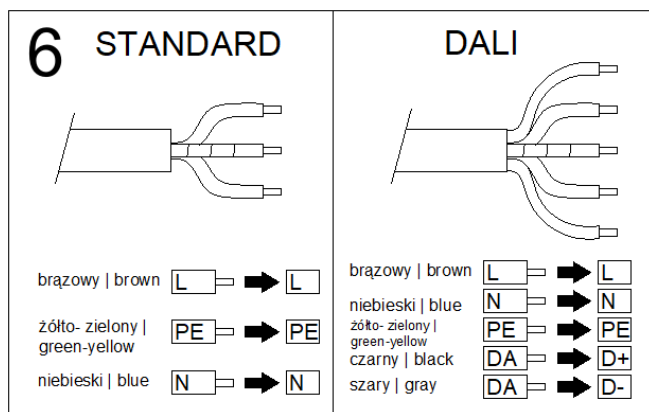 6 STANDARD
brązowy | brown L L
żółto- zielony |
green-yellow PE PE
niebieski | blue N N
DALI
brązowy | brown L L
niebieski | blue N N
żółto- zielony |
green-yellow PE PE
czarny | black DA D+
szary | gray DA D-